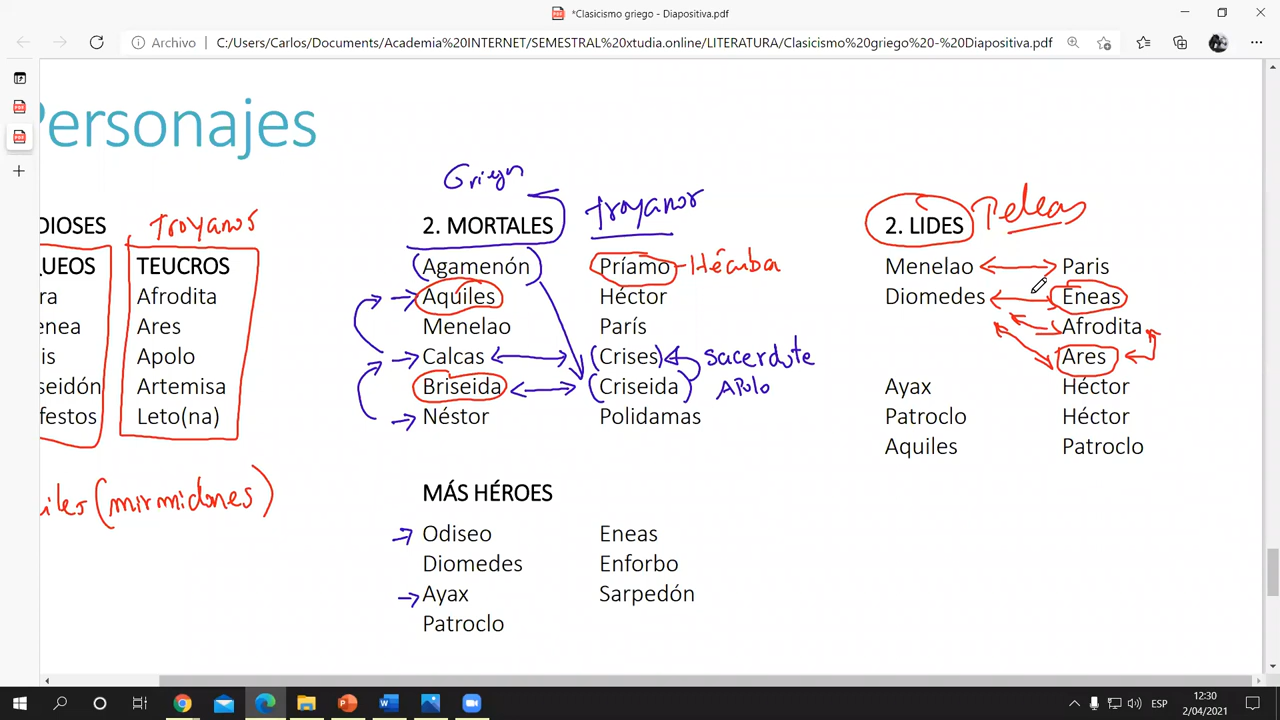 *Clasicismo griego - Diapositiva.pdf
Archivo
C:/Users/Carlos/Documents/Academia%20INTERNET/SEMESTRAL%20xtudia.online/LITERATURA/Clasicismo%20griego%20-%20Diapositiva.pdf
Personajes
DIOSES
Troyanos
QUEOS
TEUCROS
ra
Afrodita
enea
Ares
is
Apolo
seidón
Artemisa
festos
Leto(na)
iles (mirmidones)
Griegos
2. MORTALES
troyanos
Agamenón
Príamo - Hécuba
Aquiles
Héctor
Menelao
París
Calcas
(Crises) sacerdote
Briseida
(Criseida) Apolo
Néstor
Polidamas
MÁS HÉROES
Odiseo
Eneas
Diomedes
Enforbo
Ayax
Sarpedón
Patroclo
2. LIDES
Peleas
Menelao
Paris
Diomedes
Eneas
Afrodita
Ares
Ayax
Héctor
Patroclo
Héctor
Aquiles
Patroclo
ESP
12:30
2/04/2021